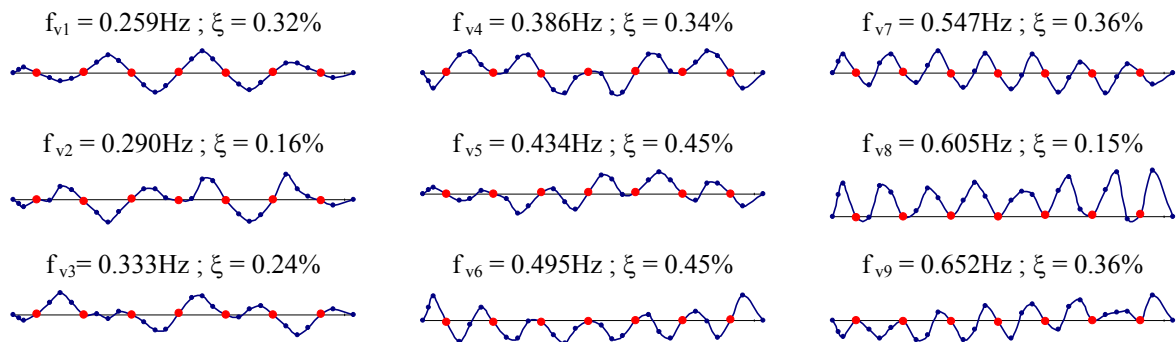 f v1 = 0.259Hz ; ξ = 0.32%
f v4 = 0.386Hz ; ξ = 0.34%
f v7 = 0.547Hz ; ξ = 0.36%
f v2 = 0.290Hz ; ξ = 0.16%
f v5 = 0.434Hz ; ξ = 0.45%
f v8 = 0.605Hz ; ξ = 0.15%
f v3= 0.333Hz ; ξ = 0.24%
f v6 = 0.495Hz ; ξ = 0.45%
f v9 = 0.652Hz ; ξ = 0.36%